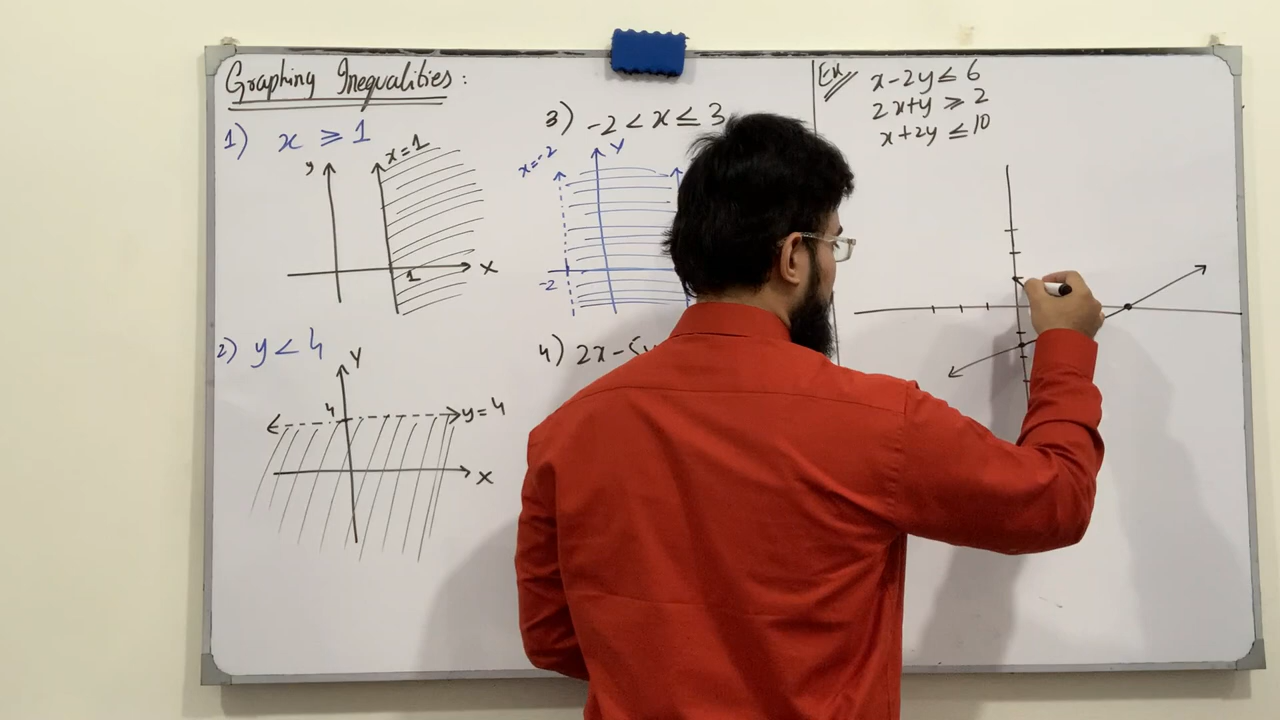 Graphing Inequalities:
1) x ≥ 1
y
x=1
1
x
2) y < 4
y
4
y=4
x
3) -2 < x ≤ 3
x=-2
y
-2
4) 2x-5y
Ex
x-2y ≤ 6
2x+y ≥ 2
x+2y ≤ 10